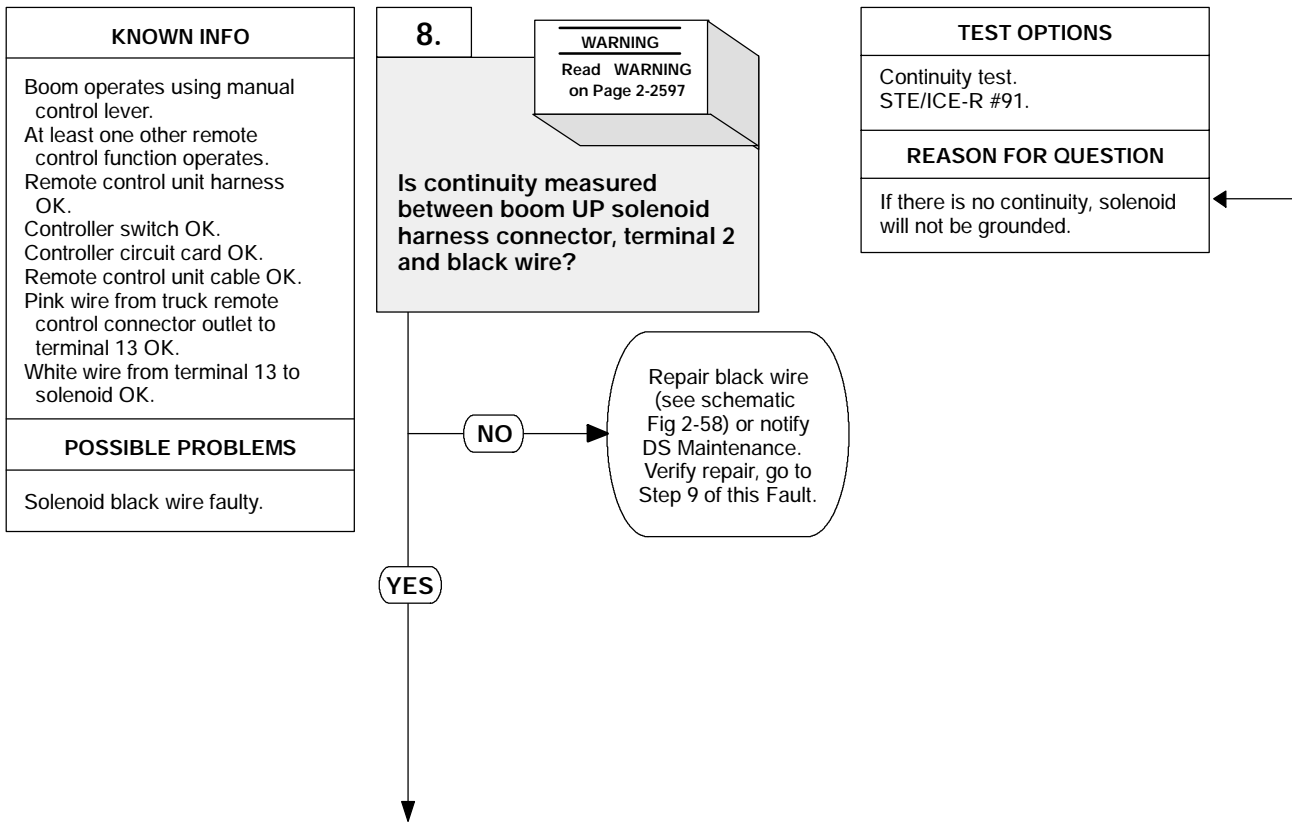 KNOWN INFO
Boom operates using manual
control lever.
At least one other remote
control function operates.
Remote control unit harness
OK.
Controller switch OK.
Controller circuit card OK.
Remote control unit cable OK.
Pink wire from truck remote
control connector outlet to
terminal 13 OK.
White wire from terminal 13 to
solenoid OK.
POSSIBLE PROBLEMS
Solenoid black wire faulty.
8.
WARNING
Read WARNING
on Page 2-2597
Is continuity measured
between boom UP solenoid
harness connector, terminal 2
and black wire?
TEST OPTIONS
Continuity test.
STE/ICE-R #91.
REASON FOR QUESTION
If there is no continuity, solenoid
will not be grounded.
NO
Repair black wire
(see schematic
Fig 2-58) or notify
DS Maintenance.
Verify repair, go to
Step 9 of this Fault.
YES